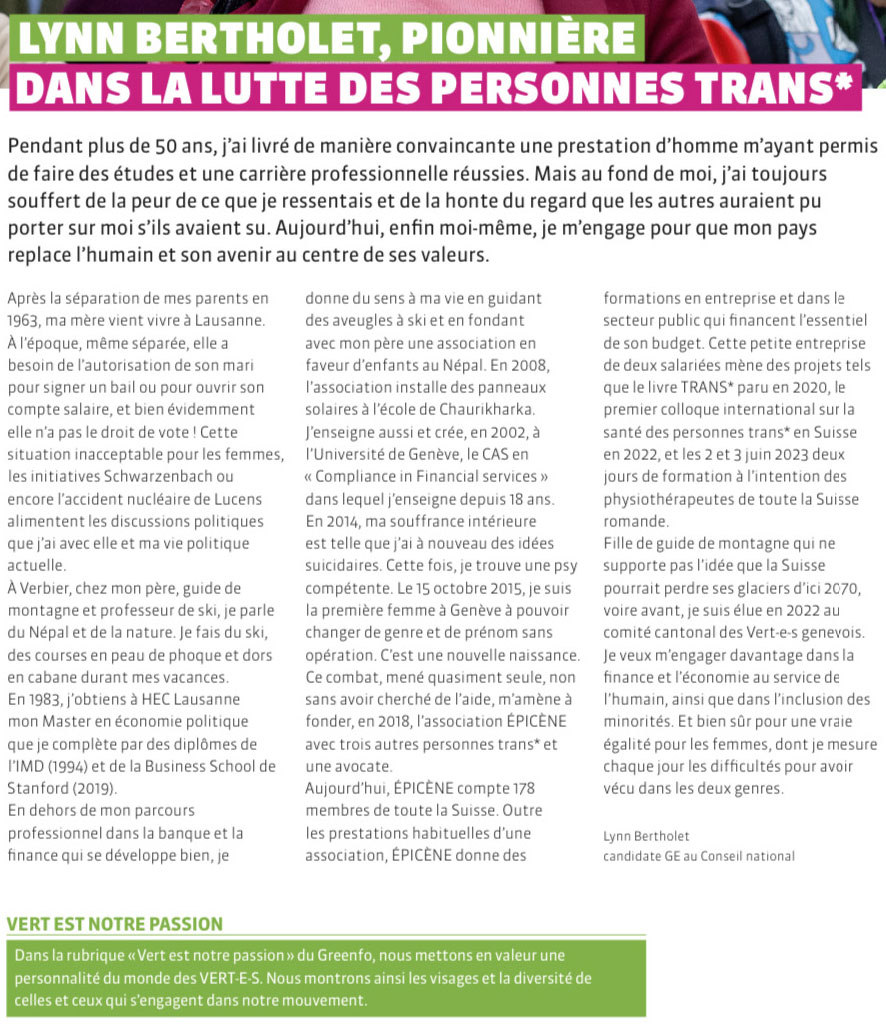 LYNN BERTHOLET, PIONNIÈRE
DANS LA LUTTE DES PERSONNES TRANS*
Pendant plus de 50 ans, j’ai livré de manière convaincante une prestation d’homme m’ayant permis
de faire des études et une carrière professionnelle réussies. Mais au fond de moi, j’ai toujours
souffert de la peur de ce que je ressentais et de la honte du regard que les autres auraient pu
porter sur moi s’ils avaient su. Aujourd’hui, enfin moi-même, je m’engage pour que mon pays
replace l’humain et son avenir au centre de ses valeurs.
Après la séparation de mes parents en
1963, ma mère vient vivre à Lausanne.
À l’époque, même séparée, elle a
besoin de l’autorisation de son mari
pour signer un bail ou pour ouvrir son
compte salaire, et bien évidemment
elle n’a pas le droit de vote ! Cette
situation inacceptable pour les femmes,
les initiatives Schwarzenbach ou
encore l’accident nucléaire de Lucens
alimentent les discussions politiques
que j’ai avec elle et ma vie politique
actuelle.
À Verbier, chez mon père, guide de
montagne et professeur de ski, je parle
du Népal et de la nature. Je fais du ski,
des courses en peau de phoque et dors
en cabane durant mes vacances.
En 1983, j’obtiens à HEC Lausanne
mon Master en économie politique
que je complète par des diplômes de
l’IMD (1994) et de la Business School de
Stanford (2019).
En dehors de mon parcours
professionnel dans la banque et la
finance qui se développe bien, je
donne du sens à ma vie en guidant
des aveugles à ski et en fondant
avec mon père une association en
faveur d’enfants au Népal. En 2008,
l’association installe des panneaux
solaires à l’école de Chaurikharka.
J’enseigne aussi et crée, en 2002, à
l’Université de Genève, le CAS en
« Compliance in Financial services »
dans lequel j’enseigne depuis 18 ans.
En 2014, ma souffrance intérieure
est telle que j’ai à nouveau des idées
suicidaires. Cette fois, je trouve une psy
compétente. Le 15 octobre 2015, je suis
la première femme à Genève à pouvoir
changer de genre et de prénom sans
opération. C’est une nouvelle naissance.
Ce combat, mené quasiment seule, non
sans avoir cherché de l’aide, m’amène à
fonder, en 2018, l’association ÉPICÈNE
avec trois autres personnes trans* et
une avocate.
Aujourd’hui, ÉPICÈNE compte 178
membres de toute la Suisse. Outre
les prestations habituelles d’une
association, ÉPICÈNE donne des
formations en entreprise et dans le
secteur public qui financent l’essentiel
de son budget. Cette petite entreprise
de deux salariées mène des projets tels
que le livre TRANS* paru en 2020, le
premier colloque international sur la
santé des personnes trans* en Suisse
en 2022, et les 2 et 3 juin 2023 deux
jours de formation à l’intention des
physiothérapeutes de toute la Suisse
romande.
Fille de guide de montagne qui ne
supporte pas l’idée que la Suisse
pourrait perdre ses glaciers d’ici 2070,
voire avant, je suis élue en 2022 au
comité cantonal des Vert-e-s genevois.
Je veux m’engager davantage dans la
finance et l’économie au service de
l’humain, ainsi que dans l’inclusion des
minorités. Et bien sûr pour une vraie
égalité pour les femmes, dont je mesure
chaque jour les difficultés pour avoir
vécu dans les deux genres.
Lynn Bertholet
candidate GE au Conseil national
VERT EST NOTRE PASSION
Dans la rubrique «Vert est notre passion» du Greenfo, nous mettons en valeur une
personnalité du monde des VERT-E-S. Nous montrons ainsi les visages et la diversité de
celles et ceux qui s’engagent dans notre mouvement.